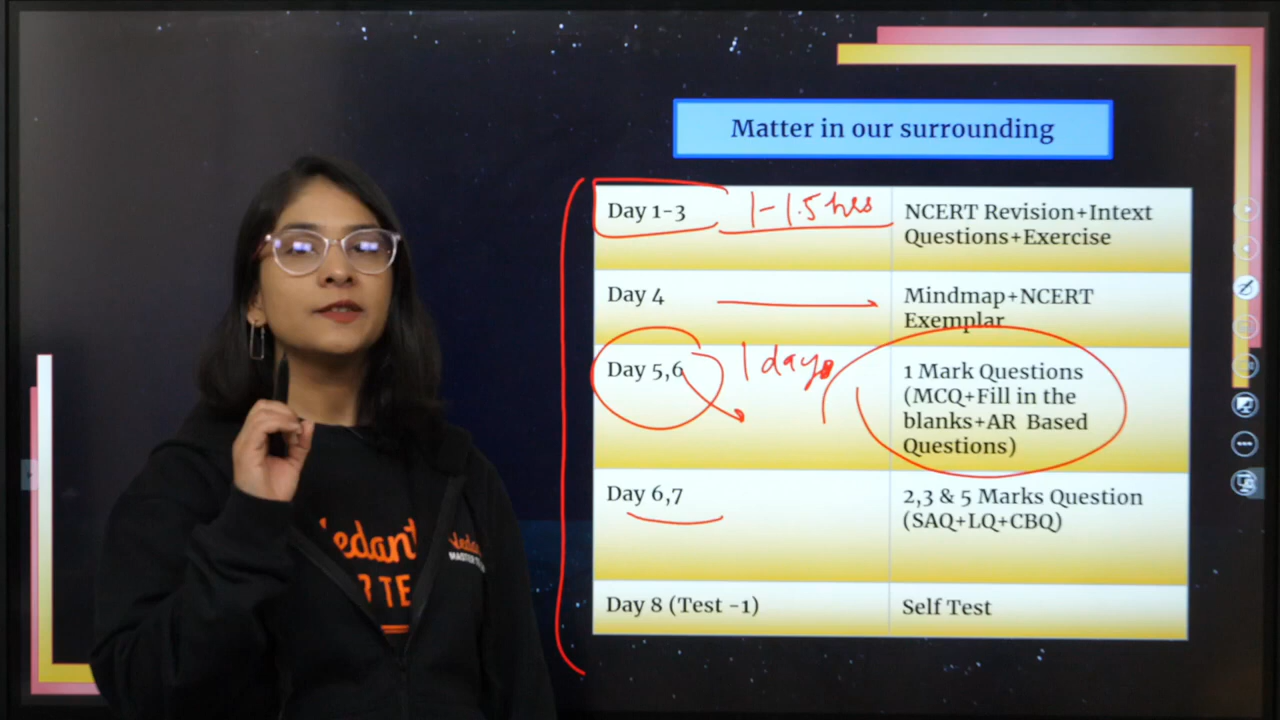 Matter in our surrounding
Day 1-3
1-1.5 hrs
NCERT Revision+Intext
Questions+Exercise
Day 4
Mindmap+NCERT
Exemplar
Day 5,6
1 day
1 Mark Questions
(MCQ+Fill in the
blanks+AR Based
Questions)
Day 6,7
2,3 & 5 Marks Question
(SAQ+LQ+CBQ)
Day 8 (Test -1)
Self Test